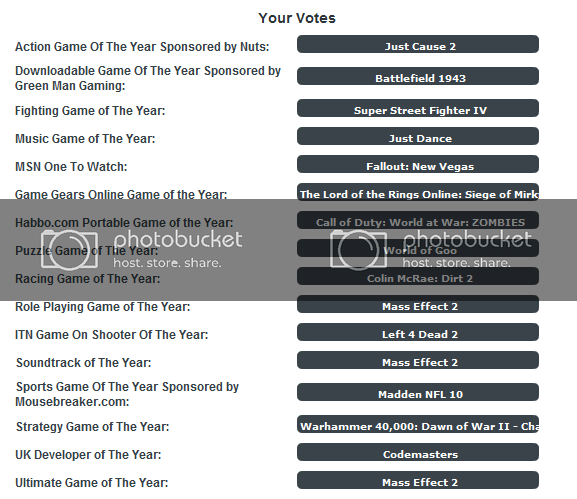 Your Votes
Action Game Of The Year Sponsored by Nuts: Just Cause 2
Downloadable Game Of The Year Sponsored by
Green Man Gaming: Battlefield 1943
Fighting Game of The Year: Super Street Fighter IV
Music Game of The Year: Just Dance
MSN One To Watch: Fallout: New Vegas
Game Gears Online Game of the Year: The Lord of the Rings Online: Siege of Mirk
Habbo.com Portable Game of the Year: Call of Duty: World at War: ZOMBIES
photobucket photobucket
Puzzle Game of The Year: World of Goo
host. store. share. host. store. share.
Racing Game of The Year: Colin McRae: Dirt 2
Role Playing Game of The Year: Mass Effect 2
ITN Game On Shooter Of The Year: Left 4 Dead 2
Soundtrack of The Year: Mass Effect 2
Sports Game Of The Year Sponsored by
Mousebreaker.com: Madden NFL 10
Strategy Game of The Year: Warhammer 40,000: Dawn of War II - Cha
UK Developer of The Year: Codemasters
Ultimate Game of The Year: Mass Effect 2